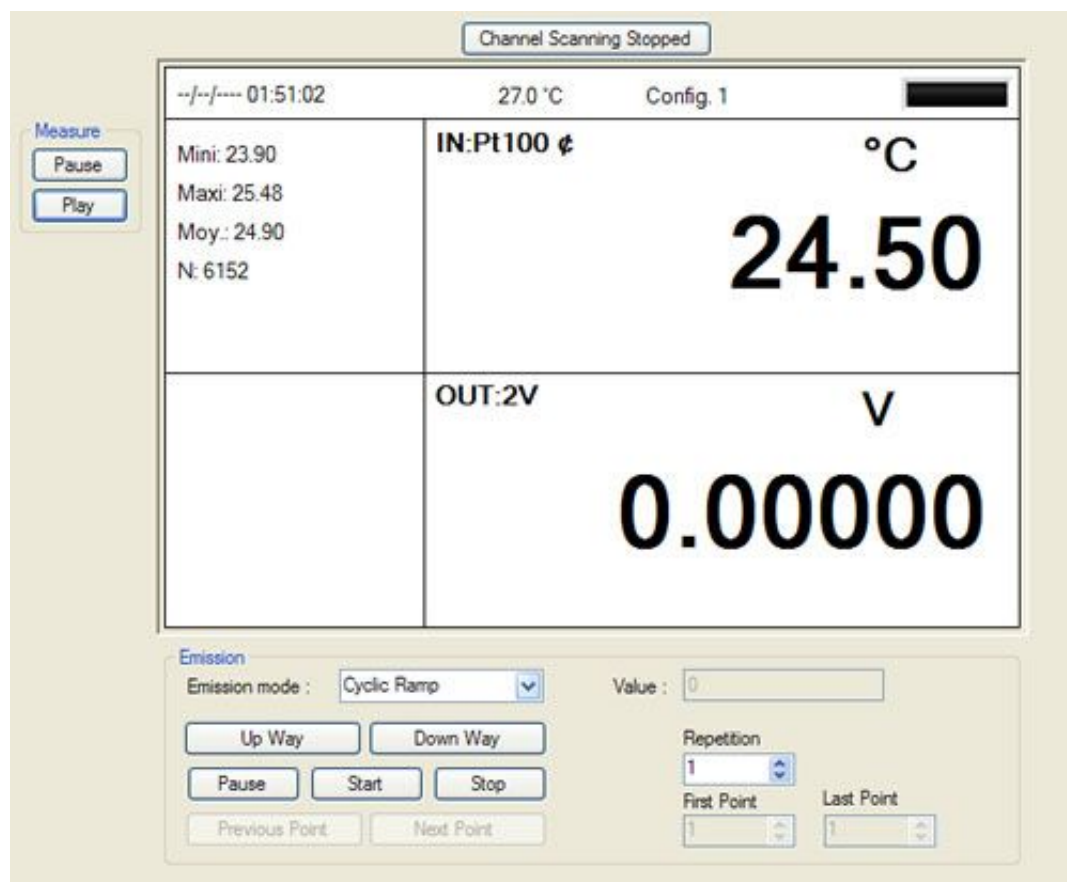 Channel Scanning Stopped
--/--/---- 01:51:02 27.0 °C Config. 1
Measure
Pause
Play
Mini: 23.90
Maxi: 25.48
Moy.: 24.90
N: 6152
IN:Pt100 ¢ °C
24.50
OUT:2V V
0.00000
Emission
Emission mode : Cyclic Ramp Value : 0
Up Way Down Way
Repetition
1
Pause Start Stop
First Point Last Point
1 1
Previous Point Next Point